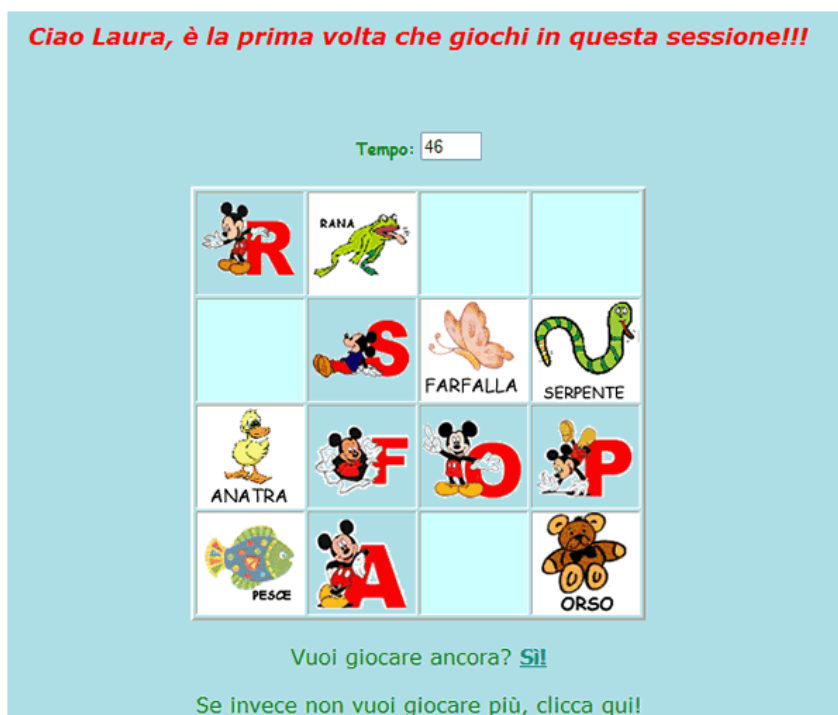 Ciao Laura, è la prima volta che giochi in questa sessione!!!
Tempo: 46
R RANA
S FARFALLA SERPENTE
ANATRA F O P
PESCE A ORSO
Vuoi giocare ancora? Sì!
Se invece non vuoi giocare più, clicca qui!